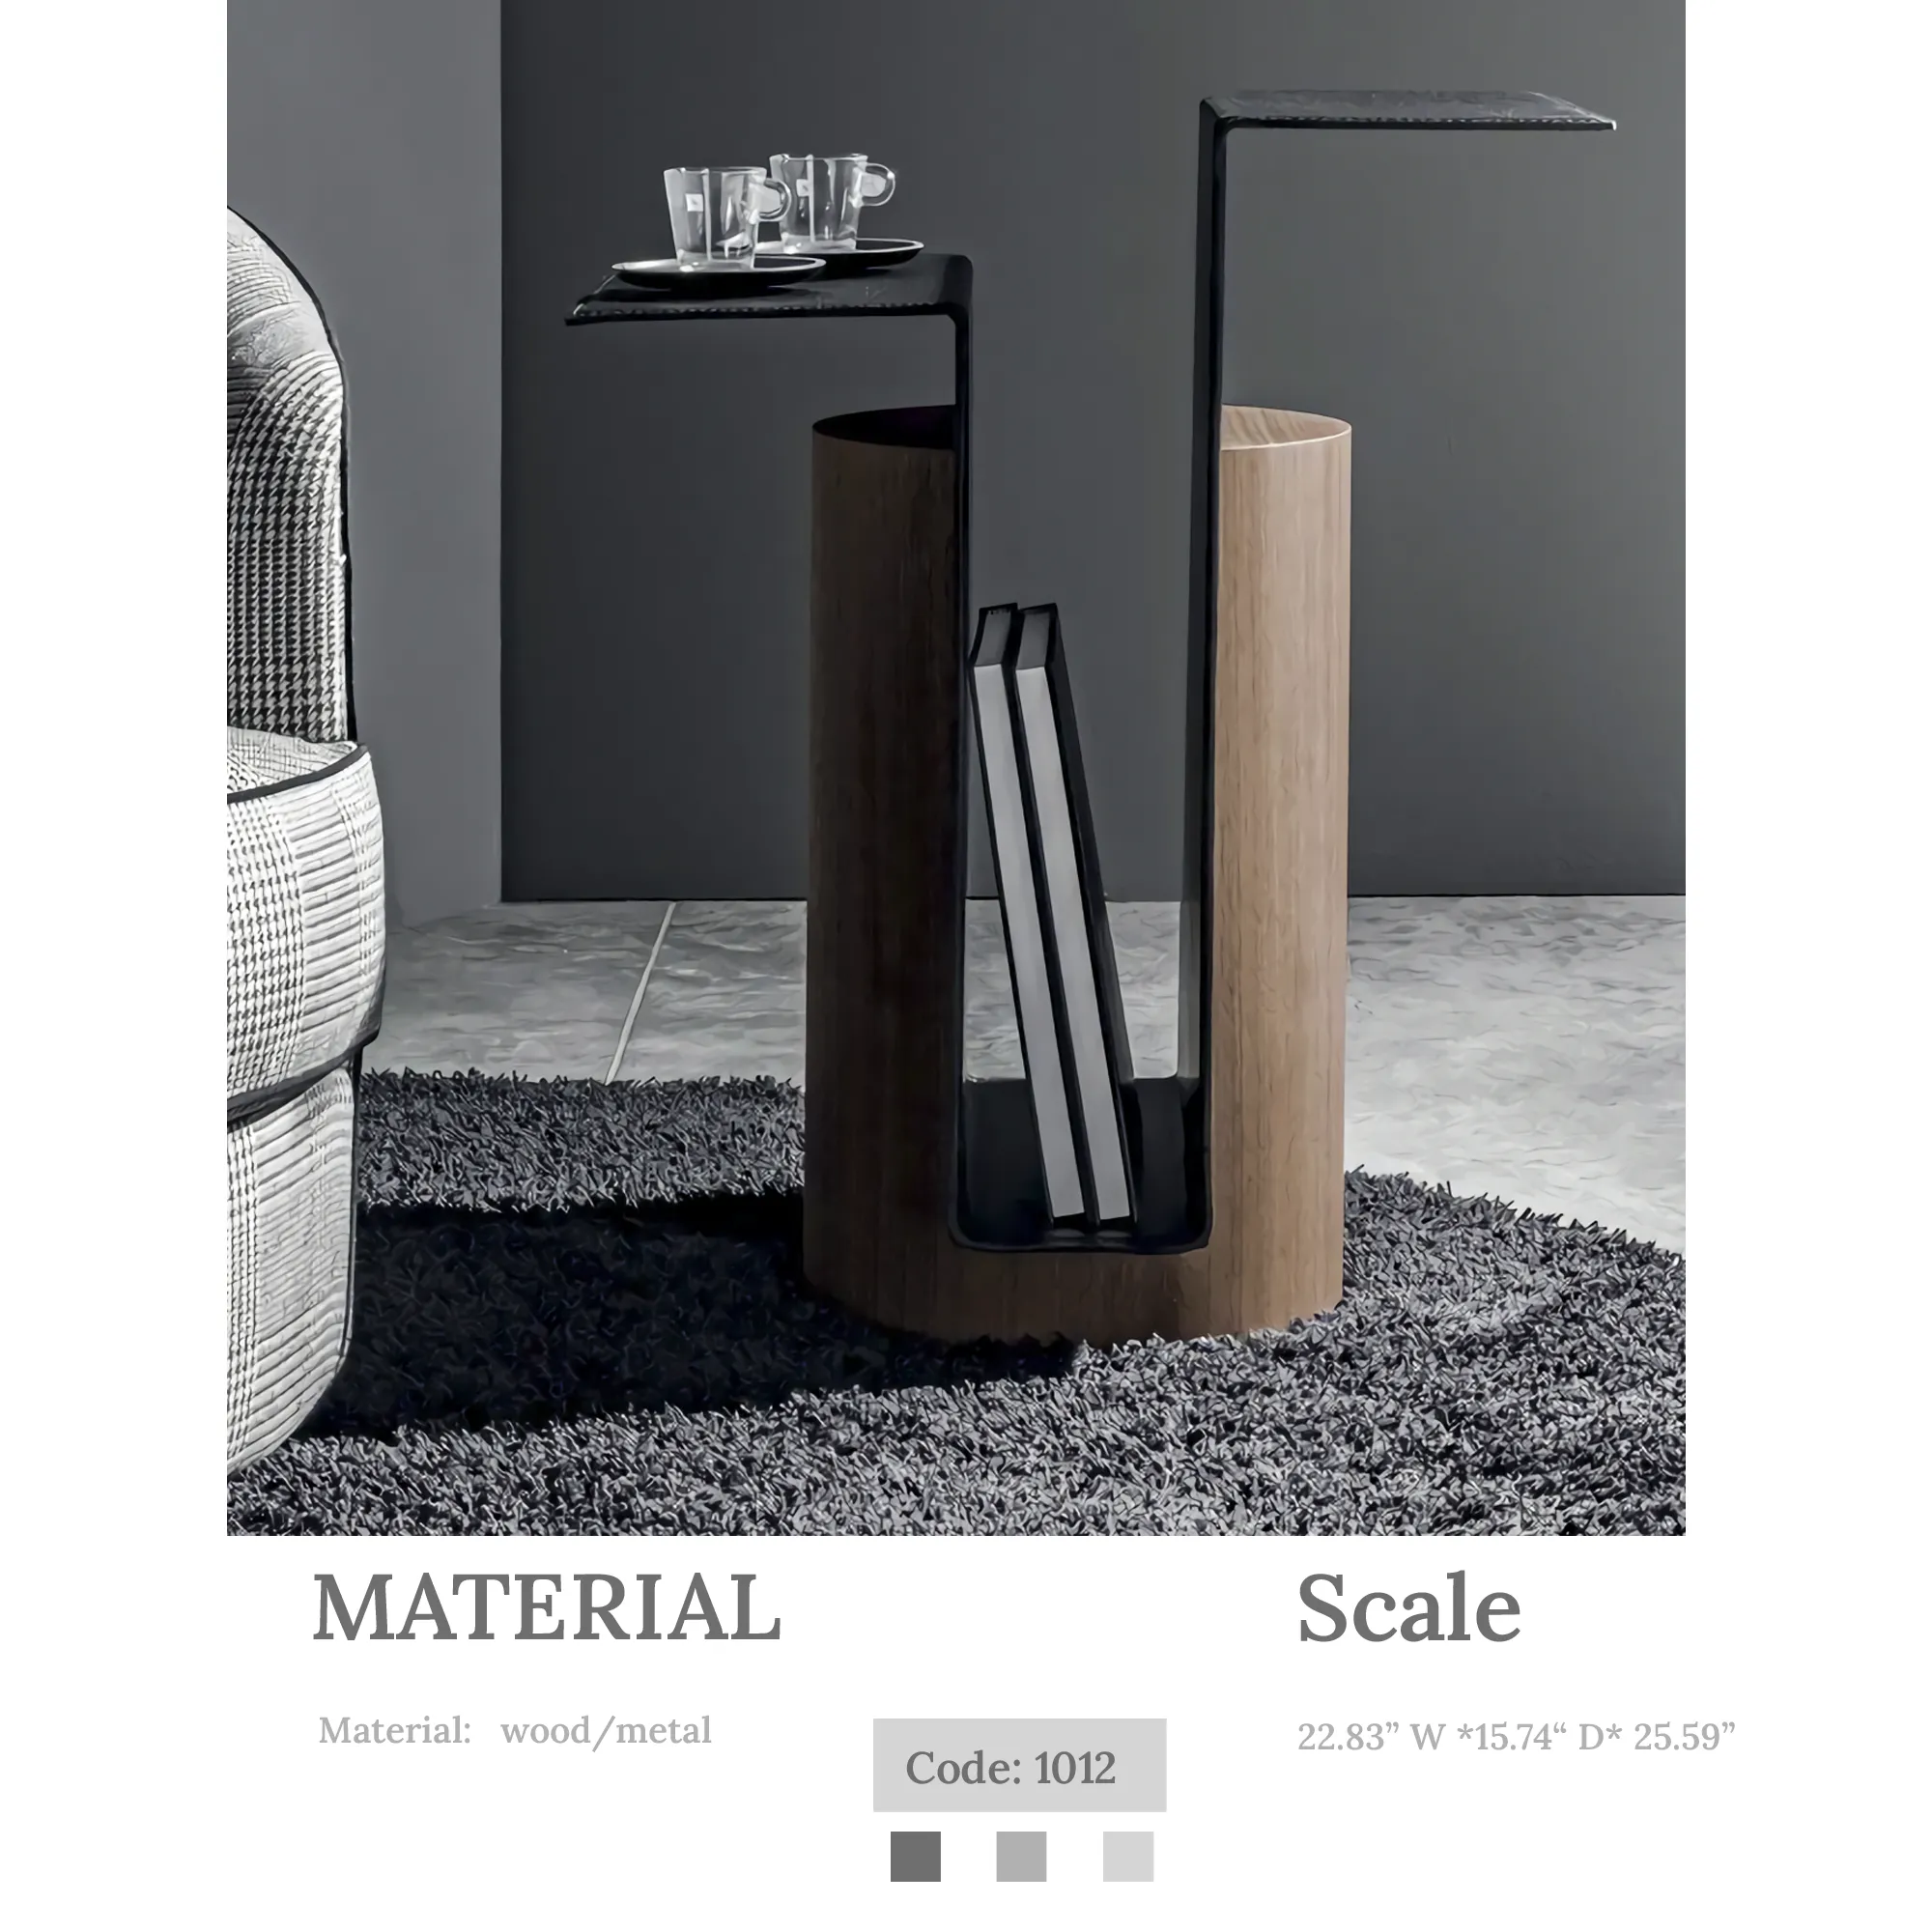 MATERIAL
Scale
Material: wood/metal
22.83” W *15.74“ D* 25.59”
Code: 1012